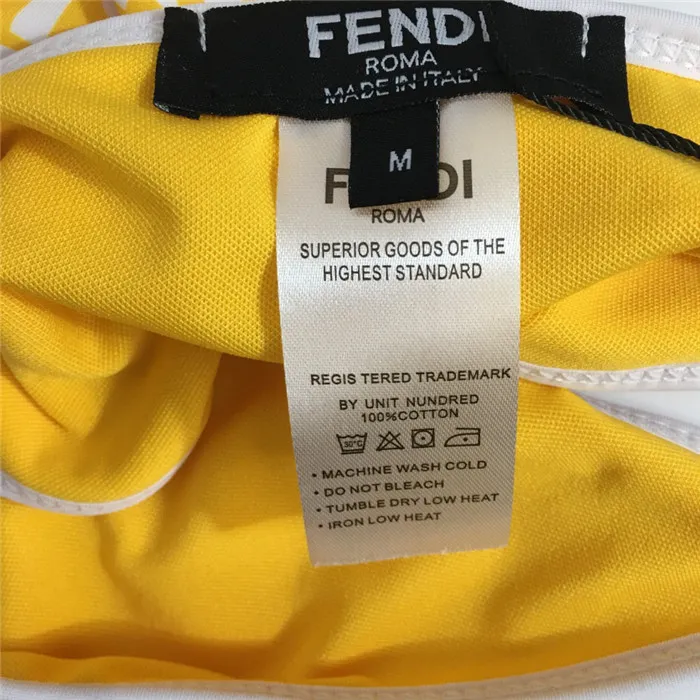 FENDI
ROMA
MADE IN ITALY
M
F DI
ROMA
SUPERIOR GOODS OF THE
HIGHEST STANDARD
REGIS TERED TRADEMARK
BY UNIT NUNDRED
100%COTTON
30°C
• MACHINE WASH COLD
• DO NOT BLEACH
• TUMBLE DRY LOW HEAT
• IRON LOW HEAT